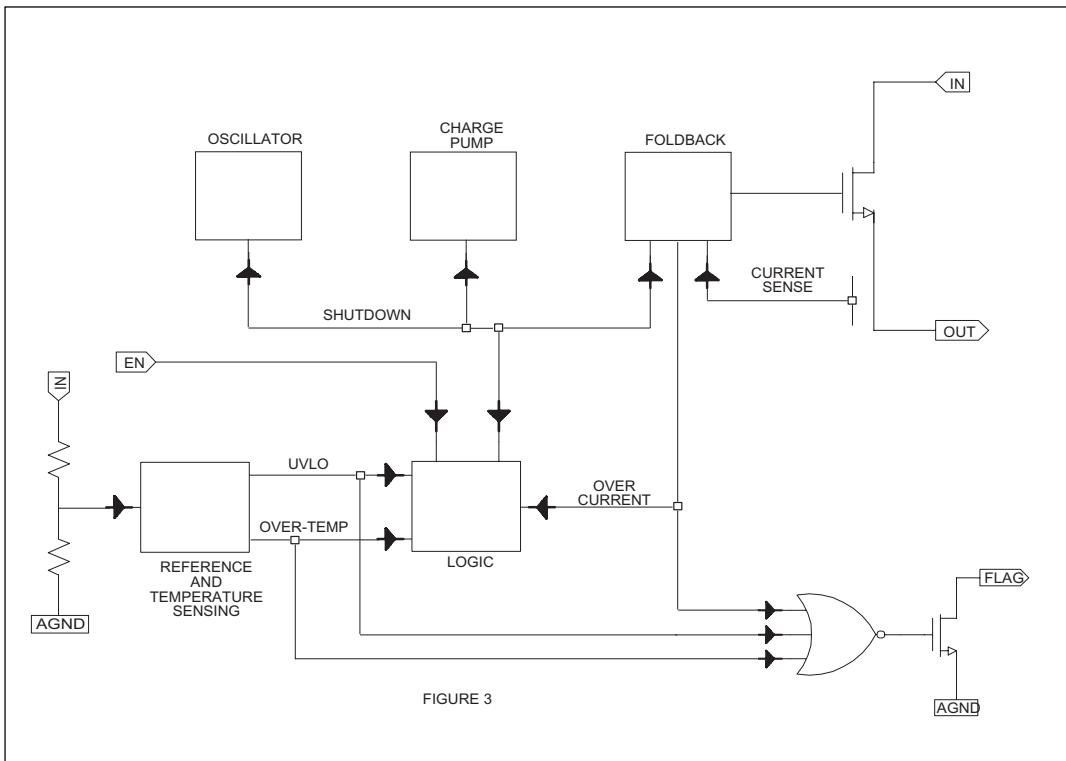 IN
OSCILLATOR
CHARGE
PUMP
FOLDBACK
CURRENT
SENSE
SHUTDOWN
OUT
EN
IN
UVLO
OVER
CURRENT
OVER-TEMP
LOGIC
REFERENCE
AND
TEMPERATURE
SENSING
FLAG
AGND
FIGURE 3
AGND